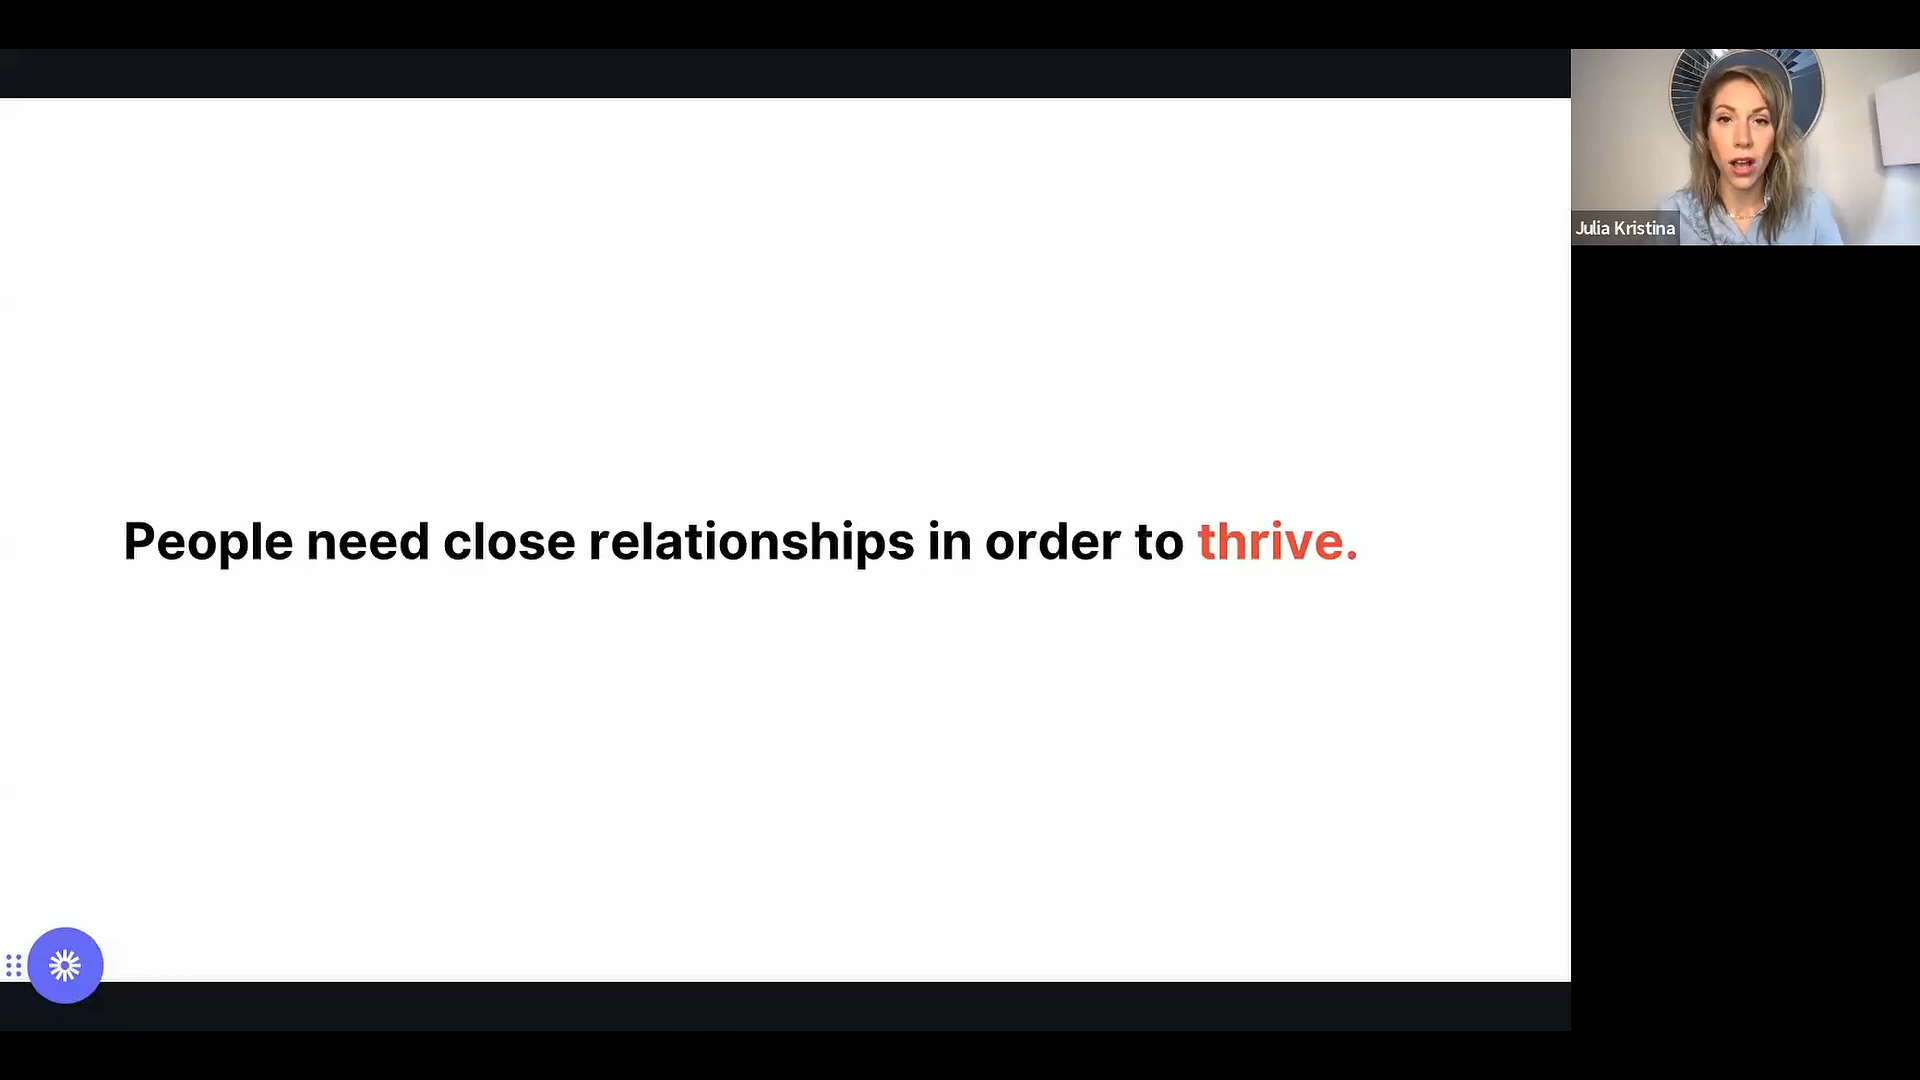 People need close relationships in order to thrive.
Julia Kristina